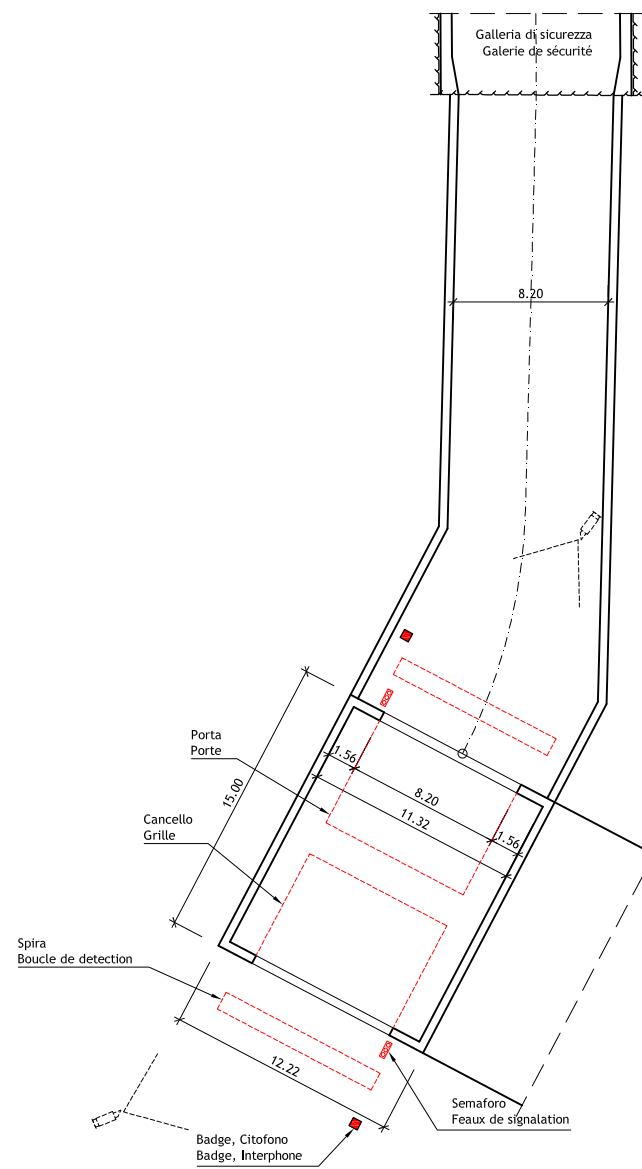 Galleria di sicurezza
Galerie de sécurité
8.20
Porta
Porte
1.56
8.20
11.32
1.56
15.00
Cancello
Grille
Spira
Boucle de detection
12.22
Semaforo
Feaux de signalation
Badge, Citofono
Badge, Interphone